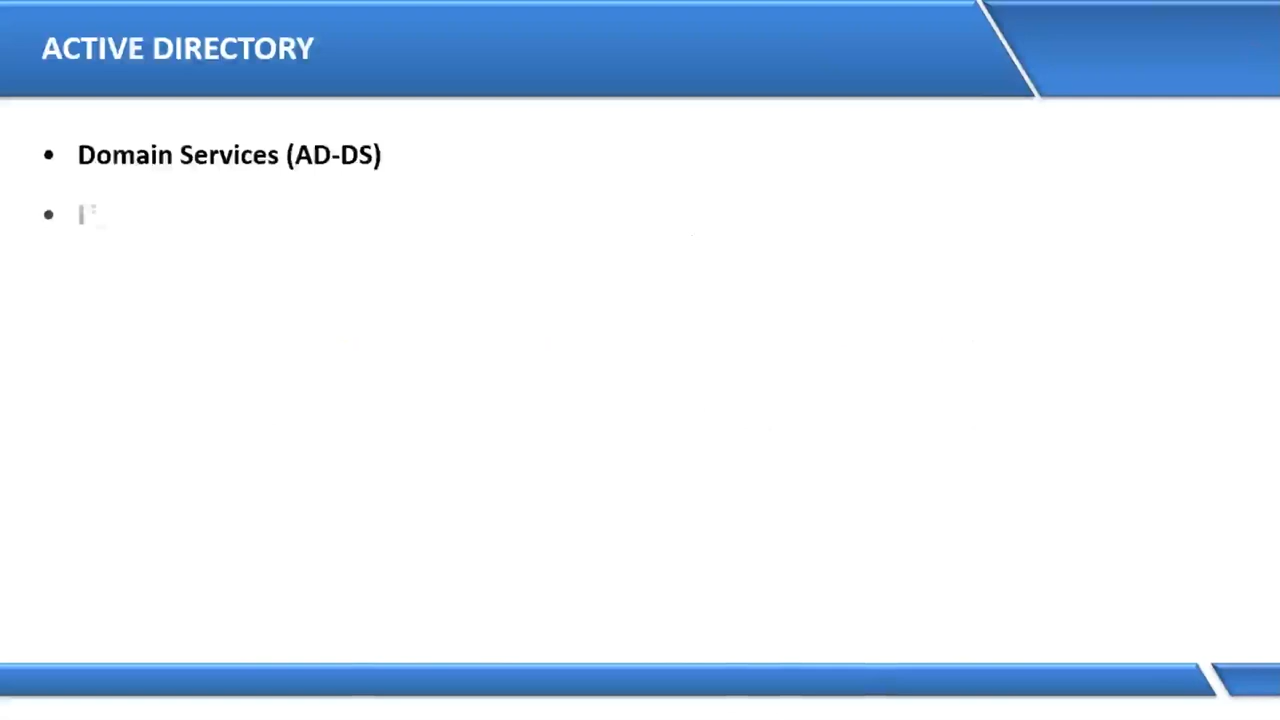 ACTIVE DIRECTORY
• Domain Services (AD-DS)
•